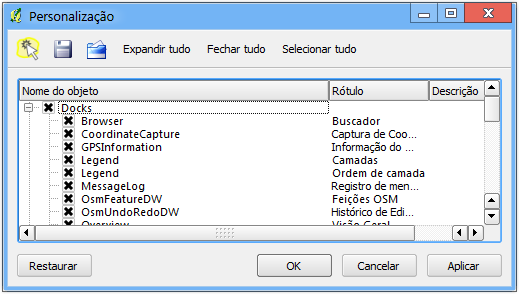 Personalização
Expandir tudo Fechar tudo Selecionar tudo
Nome do objeto Rótulo Descrição
Docks
Browser Buscador
CoordinateCapture Captura de Coo...
GPSInformation Informação do ...
Legend Camadas
Legend Ordem de camada
MessageLog Registro de men...
OsmFeatureDW Feições OSM
OsmUndoRedoDW Histórico de Edi...
Overview Visão Geral
Restaurar OK Cancelar Aplicar